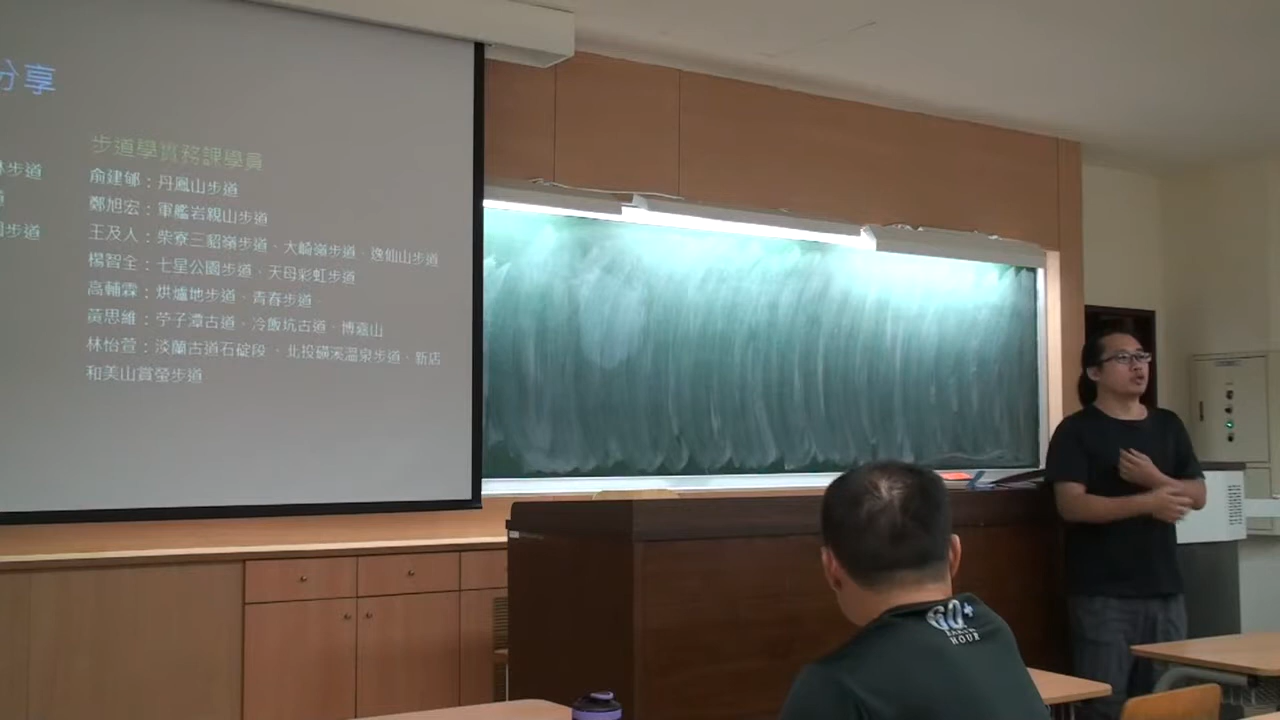 分享
林步道
道
園步道
步道學實務課學員
俞建郇：丹鳳山步道
鄭旭宏：軍艦岩親山步道
王及人：柴寮三貂嶺步道、大崎嶺步道、逸仙山步道
楊智全：七星公園步道、天母彩虹步道
高輔霖：烘爐地步道、青春步道
黃思維：苧子潭古道、冷飯坑古道、博嘉山
林怡萱：淡蘭古道石碇段、北投磺溪溫泉步道、新店
和美山賞螢步道
60+
EARTH
HOUR